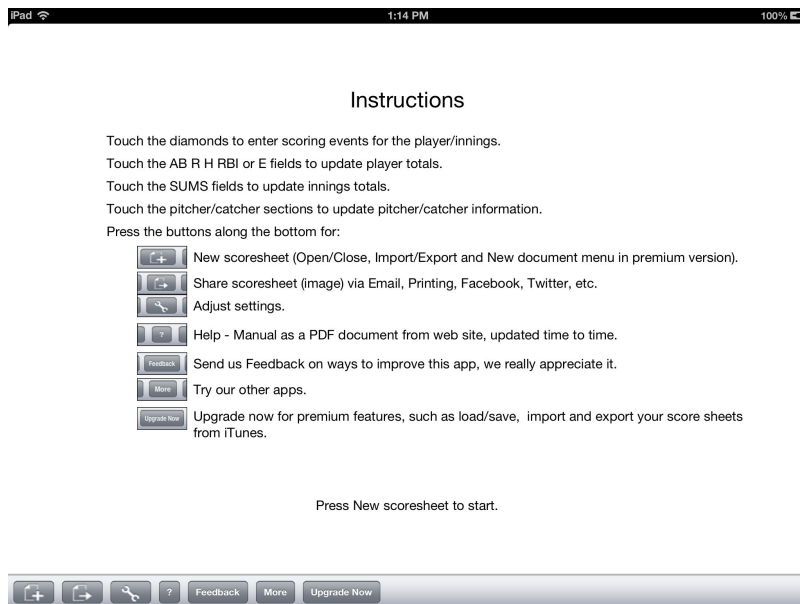 iPad 1:14 PM 100%
Instructions
Touch the diamonds to enter scoring events for the player/innings.
Touch the AB R H RBI or E fields to update player totals.
Touch the SUMS fields to update innings totals.
Touch the pitcher/catcher sections to update pitcher/catcher information.
Press the buttons along the bottom for:
New scoresheet (Open/Close, Import/Export and New document menu in premium version).
Share scoresheet (image) via Email, Printing, Facebook, Twitter, etc.
Adjust settings.
? Help - Manual as a PDF document from web site, updated time to time.
Feedback Send us Feedback on ways to improve this app, we really appreciate it.
More Try our other apps.
Upgrade Now Upgrade now for premium features, such as load/save, import and export your score sheets
from iTunes.
Press New scoresheet to start.
? Feedback More Upgrade Now